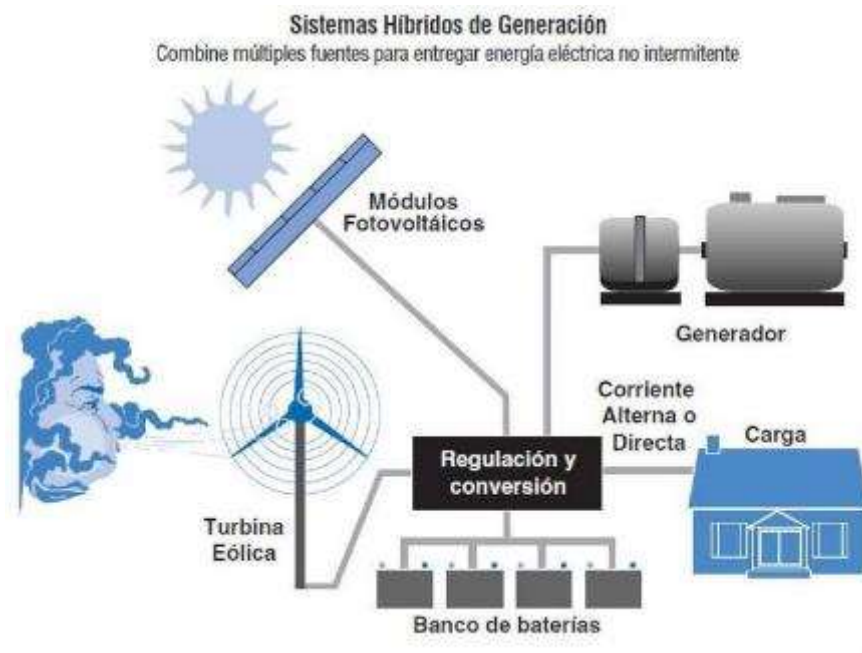 Sistemas Híbridos de Generación
Combine múltiples fuentes para entregar energía eléctrica no intermitente
Módulos
Fotovoltáicos
Generador
Corriente
Alterna o
Directa
Carga
Regulación y
conversión
Turbina
Eólica
Banco de baterías